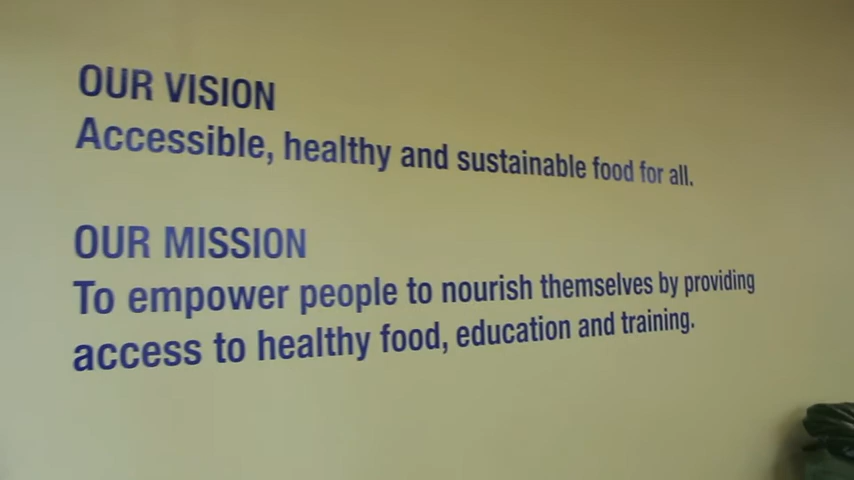 OUR VISION
Accessible, healthy and sustainable food for all.
OUR MISSION
To empower people to nourish themselves by providing
access to healthy food, education and training.